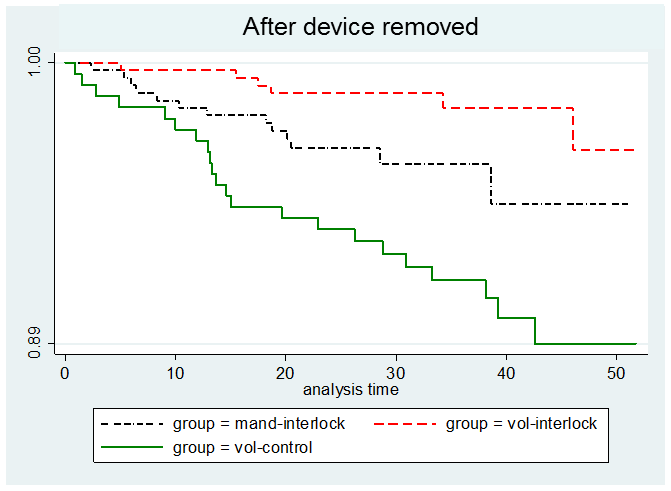 After device removed
1.00
0.89
0 10 20 30 40 50
analysis time
group = mand-interlock group = vol-interlock
group = vol-control